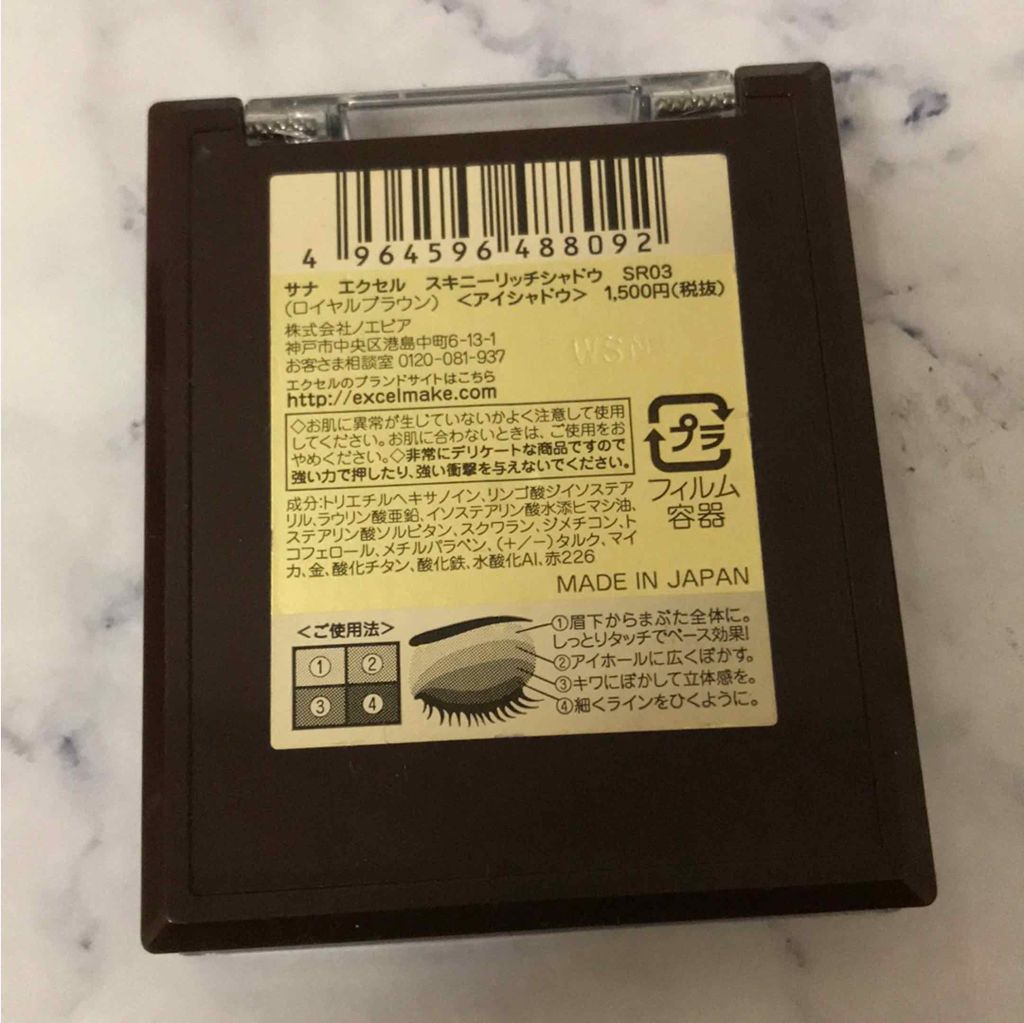 4 964596 488092
サナ エクセル スキニーリッチシャドウ SR03
(ロイヤルブラウン) <アイシャドウ> 1,500円(税抜)
株式会社ノエビア
神戸市中央区港島中町6-13-1
お客さま相談室 0120-081-937
エクセルのブランドサイトはこちら
http://excelmake.com
WSM
◇お肌に異常が生じていないかよく注意して使用
してください。お肌に合わないときは、ご使用をお
やめください。◇非常にデリケートな商品ですので
強い力で押したり、強い衝撃を与えないでください。
プラ
フィルム
容器
成分:トリエチルヘキサノイン、リンゴ酸ジイソステア
リル、ラウリン酸亜鉛、イソステアリン酸水添ヒマシ油、
ステアリン酸ソルビタン、スクワラン、ジメチコン、ト
コフェロール、メチルパラベン、(+/−)タルク、マイ
カ、金、酸化チタン、酸化鉄、水酸化Al、赤226
MADE IN JAPAN
<ご使用法>
① ②
③ ④
①眉下からまぶた全体に。
しっとりタッチでベース効果!
②アイホールに広くぼかす。
③キワにぼかして立体感を。
④細くラインをひくように。